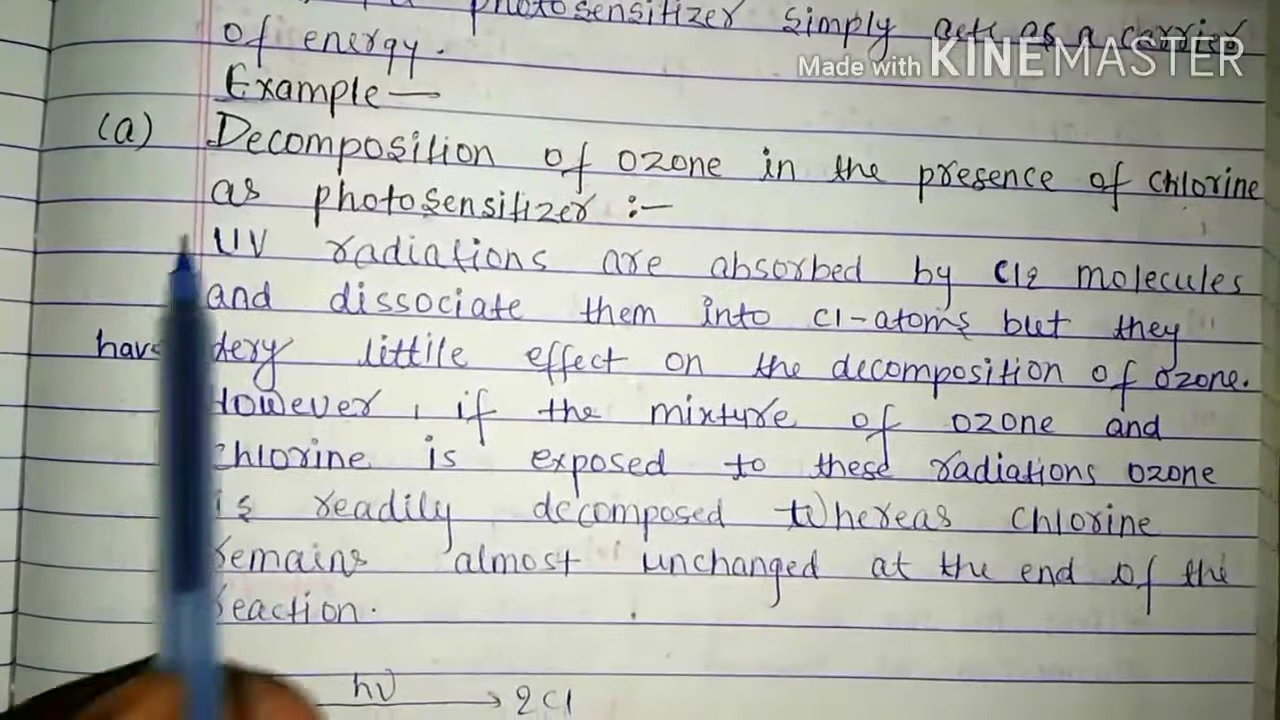 photosensitizer simply acts as a carrier
of energy.
Made with KINEMASTER
Example —
(a) Decomposition of ozone in the presence of chlorine
as photosensitizer :-
UV radiations are absorbed by Cl2 molecules
and dissociate them into Cl-atoms but they
have very littile effect on the decomposition of ozone.
However, if the mixture of ozone and
chlorine is exposed to these radiations ozone
is readily decomposed whereas chlorine
remains almost unchanged at the end of the
reaction.
hν → 2Cl